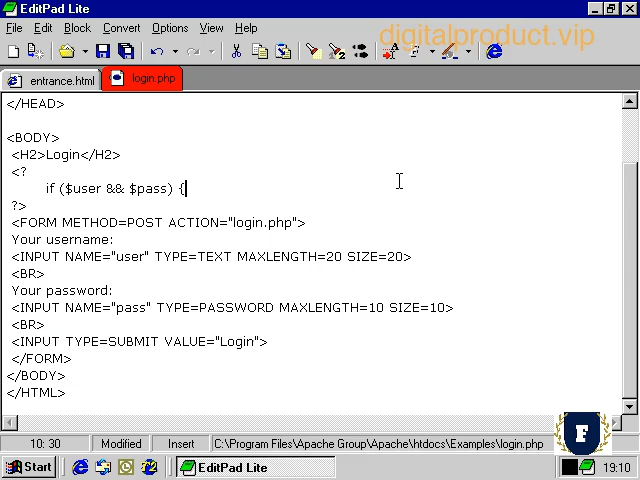 EditPad Lite
digitalproduct.vip
File Edit Block Convert Options View Help
entrance.html login.php
</HEAD>
<BODY>
<H2>Login</H2>
<?
if ($user && $pass) {
?>
<FORM METHOD=POST ACTION="login.php">
Your username:
<INPUT NAME="user" TYPE=TEXT MAXLENGTH=20 SIZE=20>
<BR>
Your password:
<INPUT NAME="pass" TYPE=PASSWORD MAXLENGTH=10 SIZE=10>
<BR>
<INPUT TYPE=SUBMIT VALUE="Login">
</FORM>
</BODY>
</HTML>
10: 30 Modified Insert C:\Program Files\Apache Group\Apache\htdocs\Examples\login.php
F
Start EditPad Lite 19:10